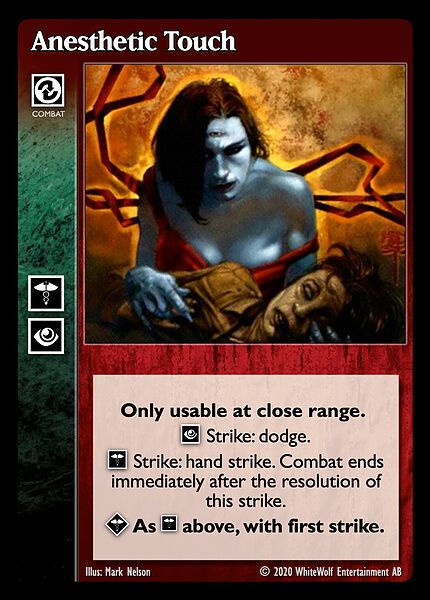 Anesthetic Touch
COMBAT
Only usable at close range.
Strike: dodge.
Strike: hand strike. Combat ends
immediately after the resolution of
this strike.
As above, with first strike.
Illus: Mark Nelson
© 2020 WhiteWolf Entertainment AB